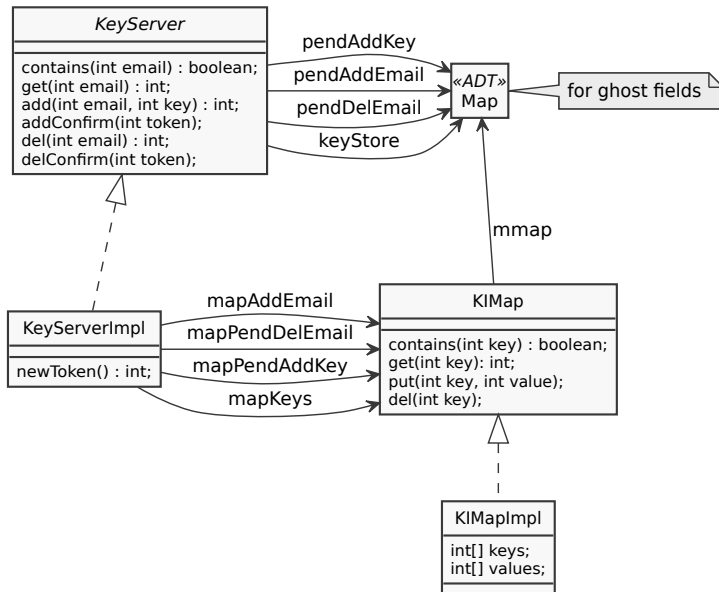 KeyServer
contains(int email) : boolean;
get(int email) : int;
add(int email, int key) : int;
addConfirm(int token);
del(int email) : int;
delConfirm(int token);
pendAddKey
pendAddEmail
pendDelEmail
keyStore
«ADT»
Map
for ghost fields
mmap
KeyServerImpl
newToken() : int;
mapAddEmail
mapPendDelEmail
mapPendAddKey
mapKeys
KIMap
contains(int key) : boolean;
get(int key): int;
put(int key, int value);
del(int key);
KIMapImpl
int[] keys;
int[] values;